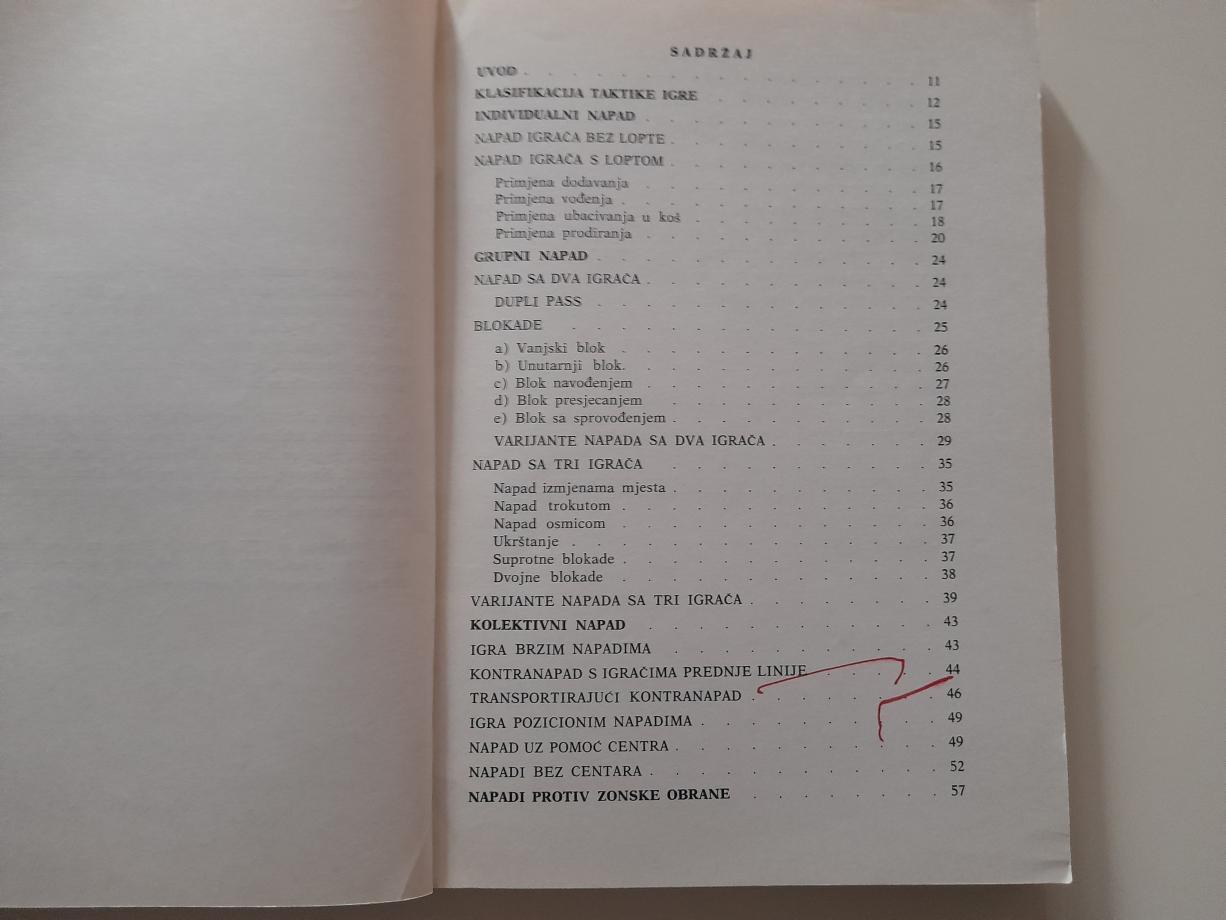 SADRŽAJ
UVOD . . . . . . . . . . . . . . . . . 11
KLASIFIKACIJA TAKTIKE IGRE . . . . . . . . . 12
INDIVIDUALNI NAPAD . . . . . . . . . . . . 15
NAPAD IGRAČA BEZ LOPTE . . . . . . . . . . . 15
NAPAD IGRAČA S LOPTOM . . . . . . . . . . . 16
Primjena dodavanja . . . . . . . . . . . . 17
Primjena vođenja . . . . . . . . . . . . . 17
Primjena ubacivanja u koš . . . . . . . . . . 18
Primjena prodiranja . . . . . . . . . . . . 20
GRUPNI NAPAD . . . . . . . . . . . . . . 24
NAPAD SA DVA IGRAČA . . . . . . . . . . . . 24
DUPLI PASS . . . . . . . . . . . . . . 24
BLOKADE . . . . . . . . . . . . . . . 25
a) Vanjski blok . . . . . . . . . . . . . 26
b) Unutarnji blok. . . . . . . . . . . . . 26
c) Blok navođenjem . . . . . . . . . . . . 27
d) Blok presjecanjem . . . . . . . . . . . 28
e) Blok sa sprovođenjem . . . . . . . . . . . 28
VARIJANTE NAPADA SA DVA IGRAČA . . . . . . . 29
NAPAD SA TRI IGRAČA . . . . . . . . . . . 35
Napad izmjenama mjesta . . . . . . . . . . . 35
Napad trokutom . . . . . . . . . . . . . 36
Napad osmicom . . . . . . . . . . . . . 36
Ukrštanje . . . . . . . . . . . . . . . 37
Suprotne blokade . . . . . . . . . . . . . 37
Dvojne blokade . . . . . . . . . . . . . 38
VARIJANTE NAPADA SA TRI IGRAČA . . . . . . . . 39
KOLEKTIVNI NAPAD . . . . . . . . . . . . 43
IGRA BRZIM NAPADIMA . . . . . . . . . . . 43
KONTRANAPAD S IGRAČIMA PREDNJE LINIJE . . . . . 44
TRANSPORTIRAJUĆI KONTRANAPAD . . . . . . . . 46
IGRA POZICIONIM NAPADIMA . . . . . . . . . . 49
NAPAD UZ POMOĆ CENTRA . . . . . . . . . . . 49
NAPADI BEZ CENTARA . . . . . . . . . . . . 52
NAPADI PROTIV ZONSKE OBRANE . . . . . . . . 57